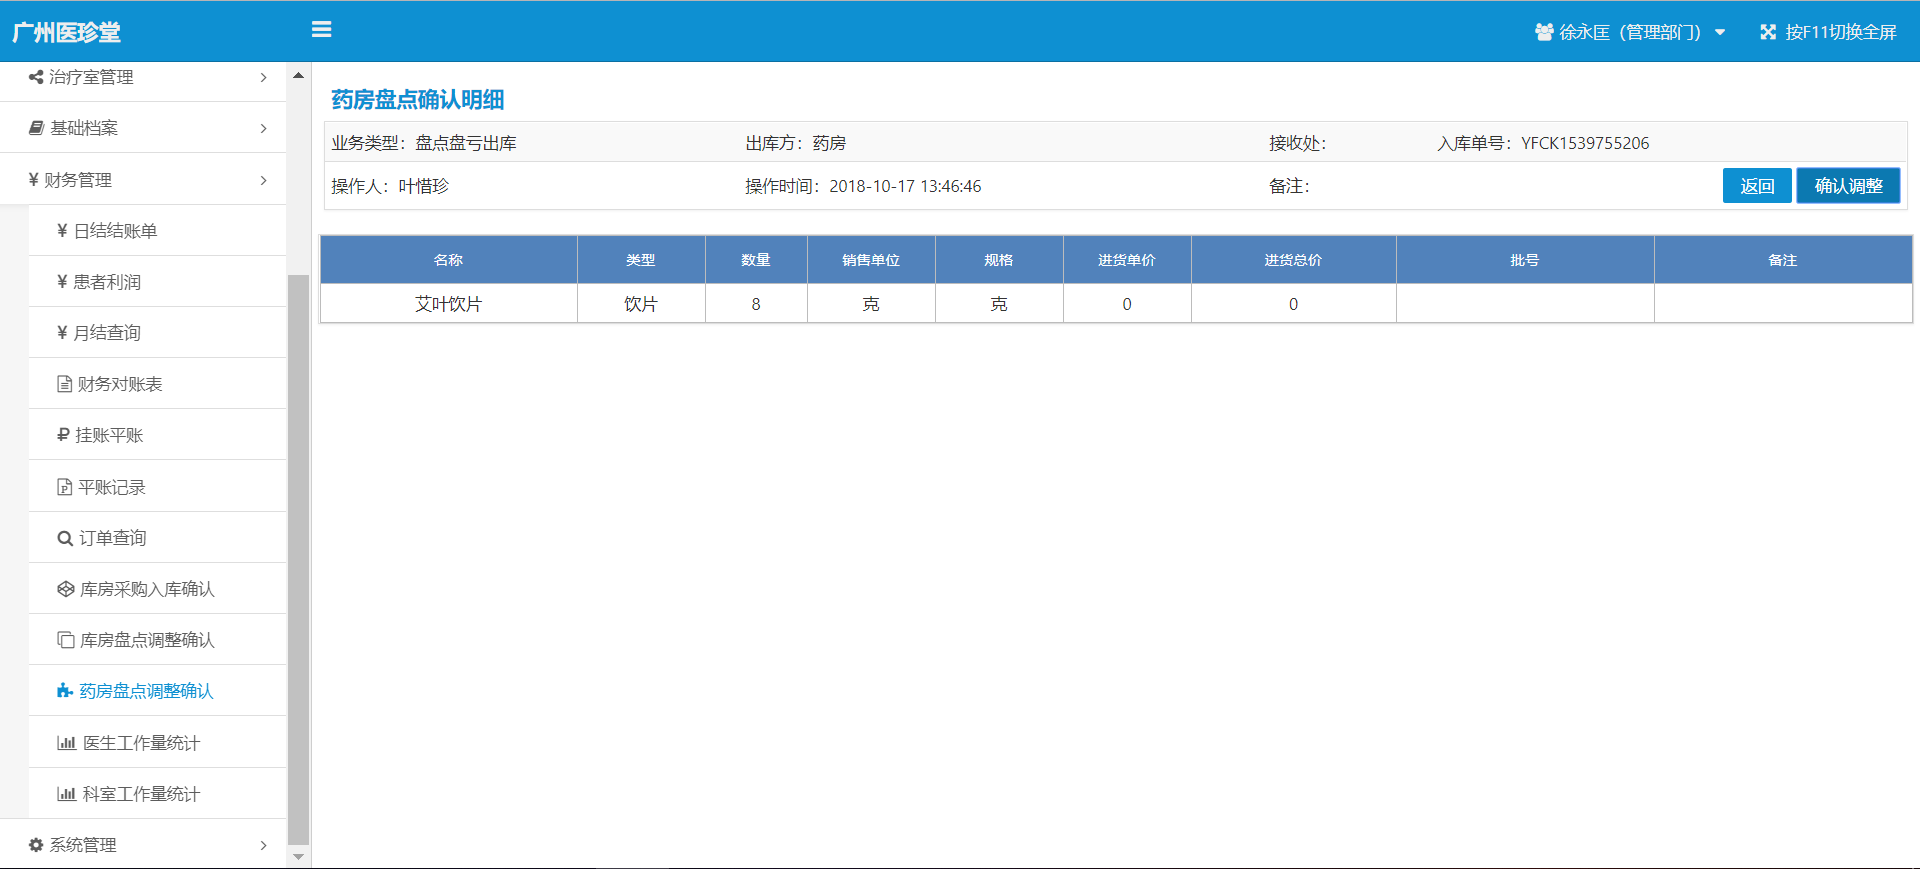 广州医珍堂
徐永匡（管理部门）
按F11切换全屏
治疗室管理
基础档案
财务管理
日结结账单
患者利润
月结查询
财务对账表
挂账平账
平账记录
订单查询
库房采购入库确认
库房盘点调整确认
药房盘点调整确认
医生工作量统计
科室工作量统计
系统管理
药房盘点确认明细
业务类型：盘点盘亏出库 出库方：药房 接收处： 入库单号：YFCK1539755206
操作人：叶惜珍 操作时间：2018-10-17 13:46:46 备注： 返回 确认调整
名称 类型 数量 销售单位 规格 进货单价 进货总价 批号 备注
艾叶饮片 饮片 8 克 克 0 0